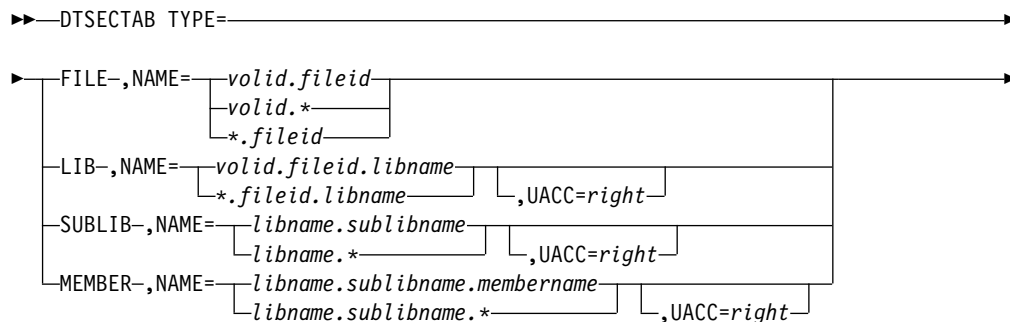 DTSECTAB TYPE=
FILE ,NAME= volid.fileid
volid.*
*.fileid
LIB ,NAME= volid.fileid.libname
*.fileid.libname ,UACC=right
SUBLIB ,NAME= libname.sublibname
libname.* ,UACC=right
MEMBER ,NAME= libname.sublibname.membername
libname.sublibname.* ,UACC=right